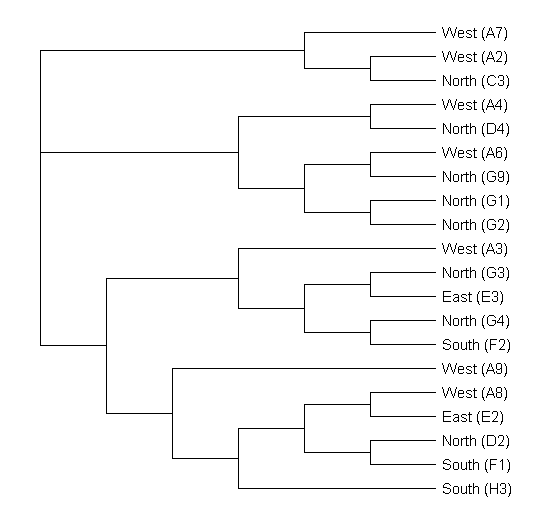 West (A7)
West (A2)
North (C3)
West (A4)
North (D4)
West (A6)
North (G9)
North (G1)
North (G2)
West (A3)
North (G3)
East (E3)
North (G4)
South (F2)
West (A9)
West (A8)
East (E2)
North (D2)
South (F1)
South (H3)